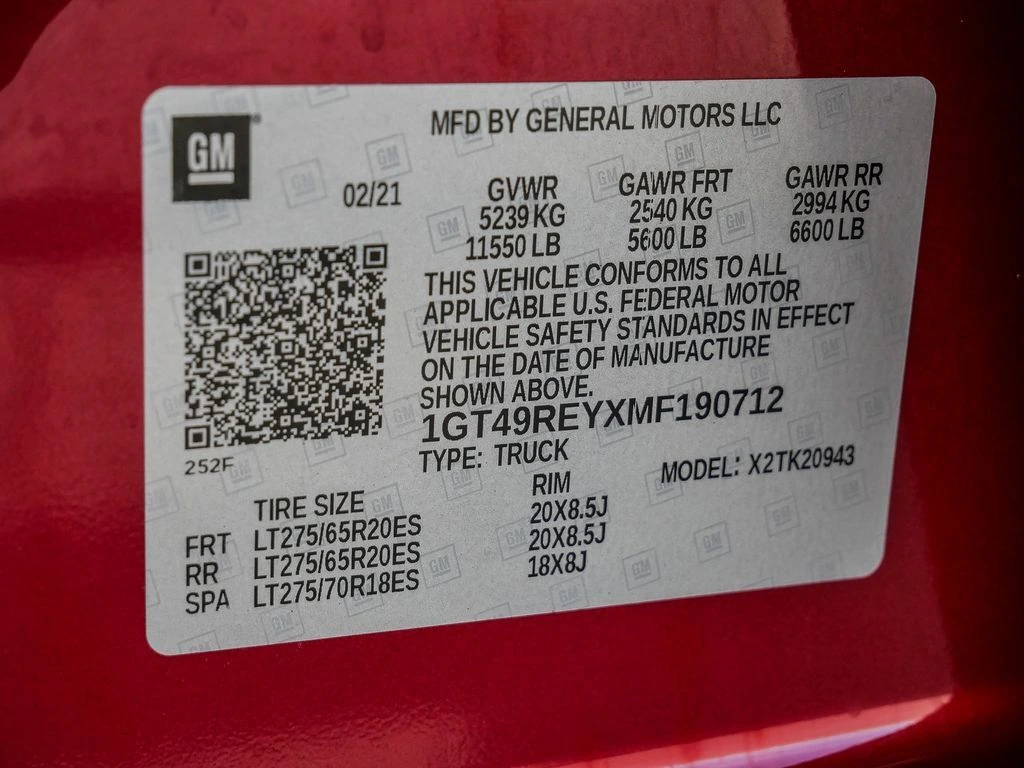 GM
MFD BY GENERAL MOTORS LLC
02/21
GVWR GAWR FRT GAWR RR
5239 KG 2540 KG 2994 KG
11550 LB 5600 LB 6600 LB
THIS VEHICLE CONFORMS TO ALL
APPLICABLE U.S. FEDERAL MOTOR
VEHICLE SAFETY STANDARDS IN EFFECT
ON THE DATE OF MANUFACTURE
SHOWN ABOVE.
1GT49REYXMF190712
252F
TYPE: TRUCK MODEL: X2TK20943
TIRE SIZE RIM
FRT LT275/65R20ES 20X8.5J
RR LT275/65R20ES 20X8.5J
SPA LT275/70R18ES 18X8J